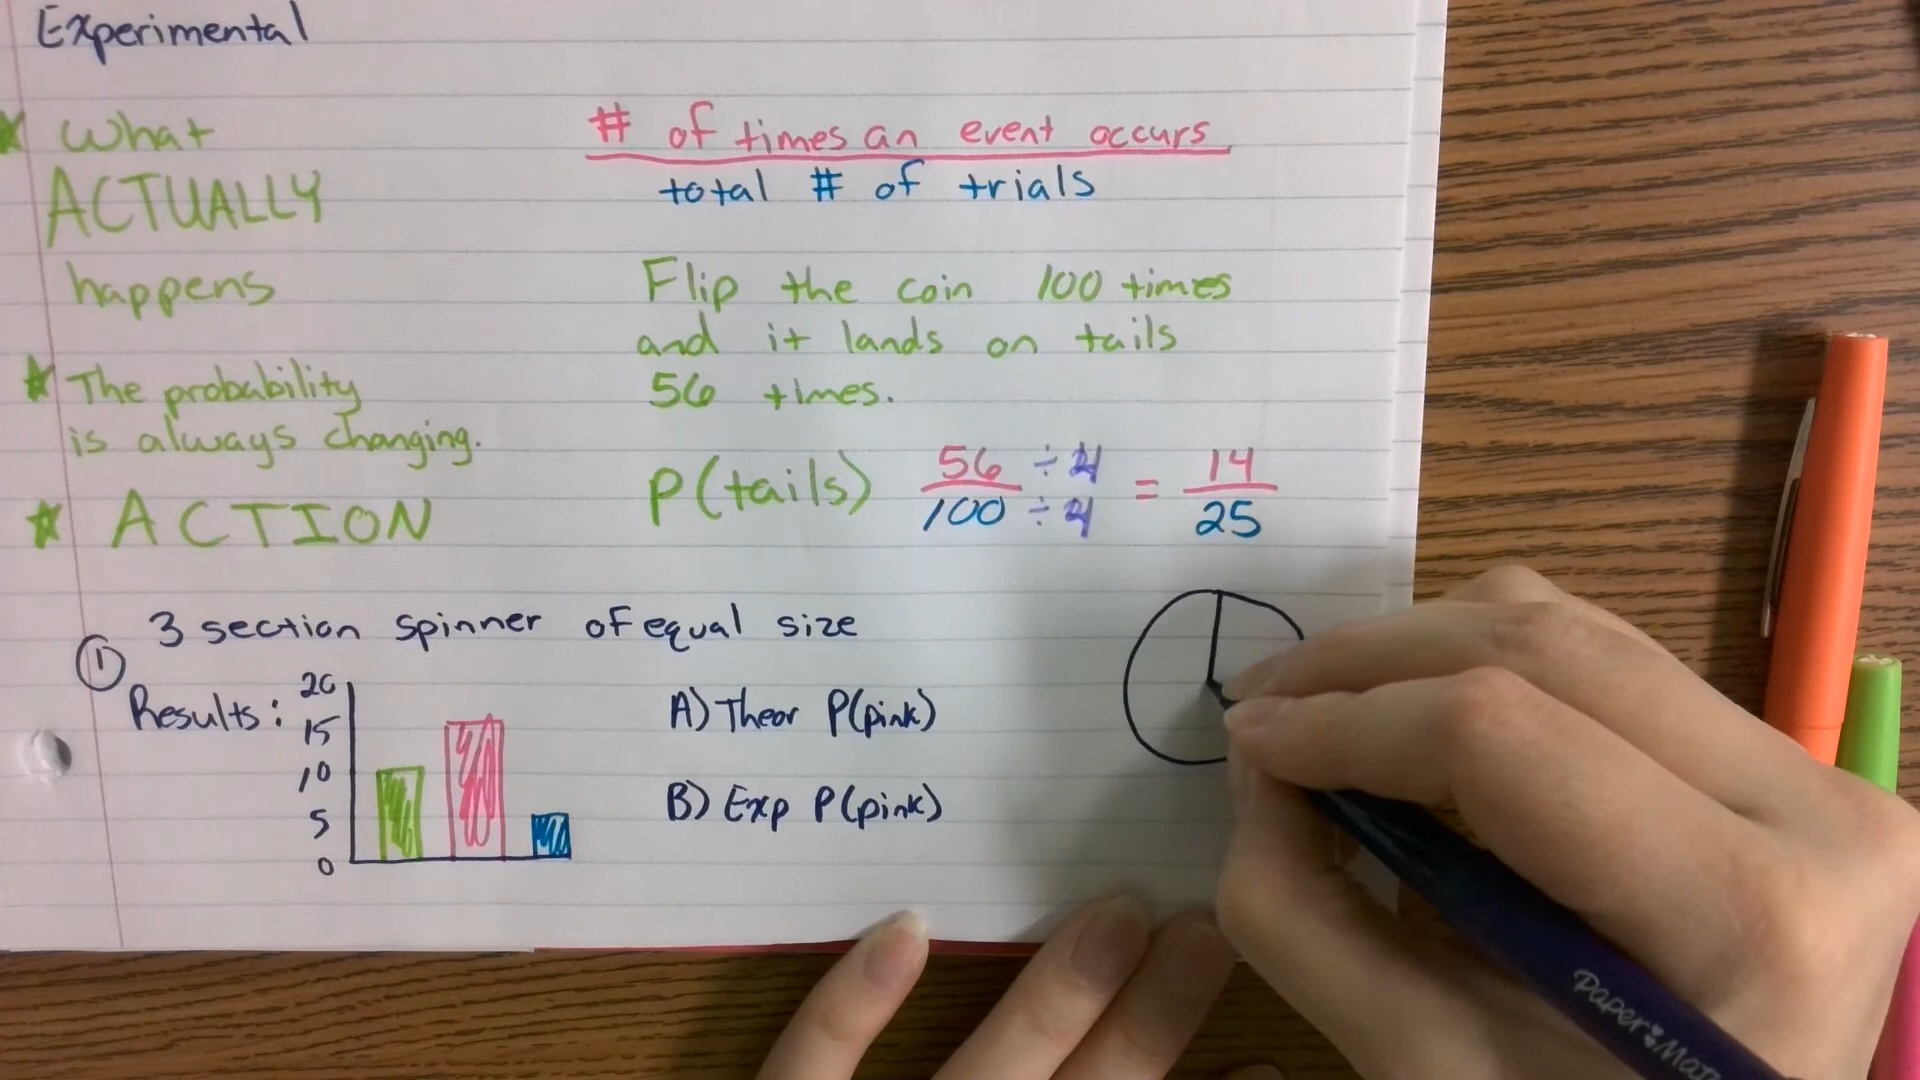 Experimental
What
ACTUALLY
happens
The probability
is always changing.
ACTION
# of times an event occurs
total # of trials
Flip the coin 100 times
and it lands on tails
56 times.
P(tails) 56 ÷ 4 = 14
100 ÷ 4 25
1 3 section spinner of equal size
Results:
20
15
10
5
0
A) Theor P(pink)
B) Exp P(pink)
Paper Mat